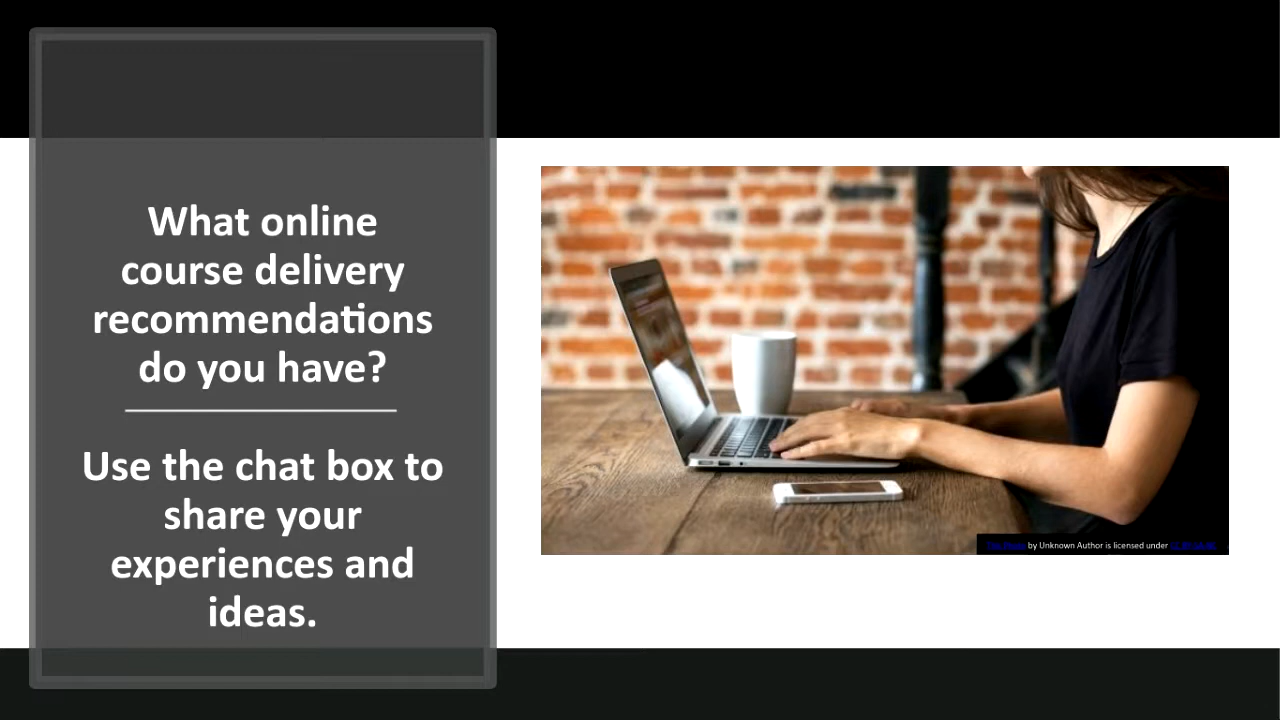 What online
course delivery
recommendations
do you have?
Use the chat box to
share your
experiences and
ideas.
by Unknown Author is licensed under